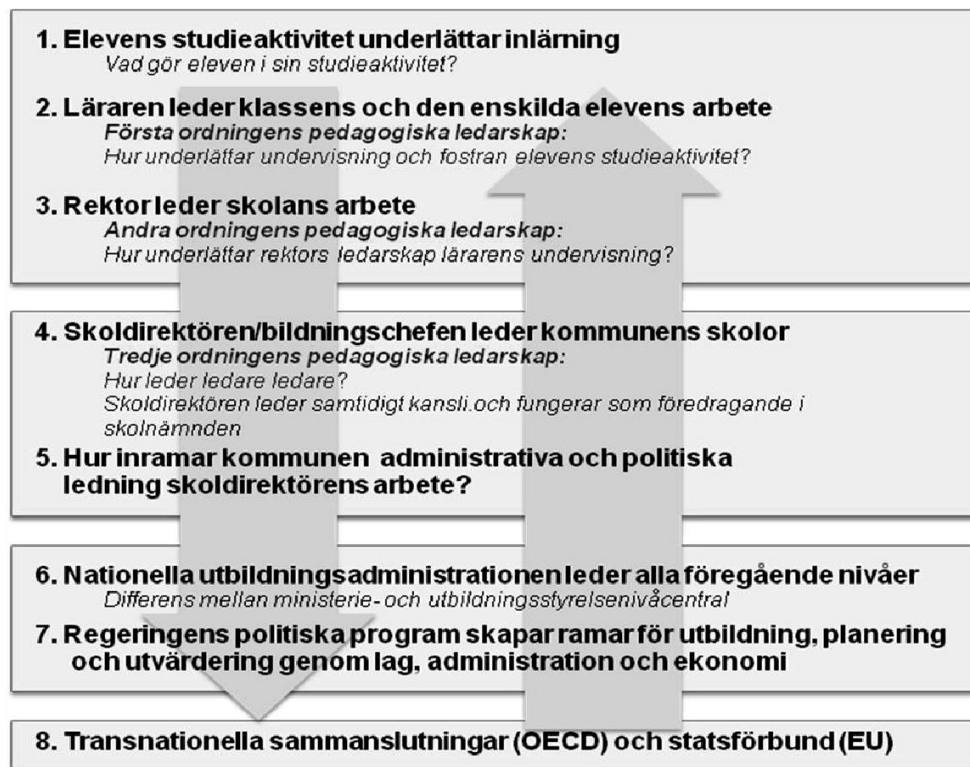 1. Elevens studieaktivitet underlättar inlärning
Vad gör eleven i sin studieaktivitet?
2. Läraren leder klassens och den enskilda elevens arbete
Första ordningens pedagogiska ledarskap:
Hur underlättar undervisning och fostran elevens studieaktivitet?
3. Rektor leder skolans arbete
Andra ordningens pedagogiska ledarskap:
Hur underlättar rektors ledarskap lärarens undervisning?
4. Skoldirektören/bildningschefen leder kommunens skolor
Tredje ordningens pedagogiska ledarskap:
Hur leder ledare ledare?
Skoldirektören leder samtidigt kansli.och fungerar som föredragande i
skolnämnden
5. Hur inramar kommunen administrativa och politiska
ledning skoldirektörens arbete?
6. Nationella utbildningsadministrationen leder alla föregående nivåer
Differens mellan ministerie- och utbildningsstyrelsenivåcentral
7. Regeringens politiska program skapar ramar för utbildning, planering
och utvärdering genom lag, administration och ekonomi
8. Transnationella sammanslutningar (OECD) och statsförbund (EU)